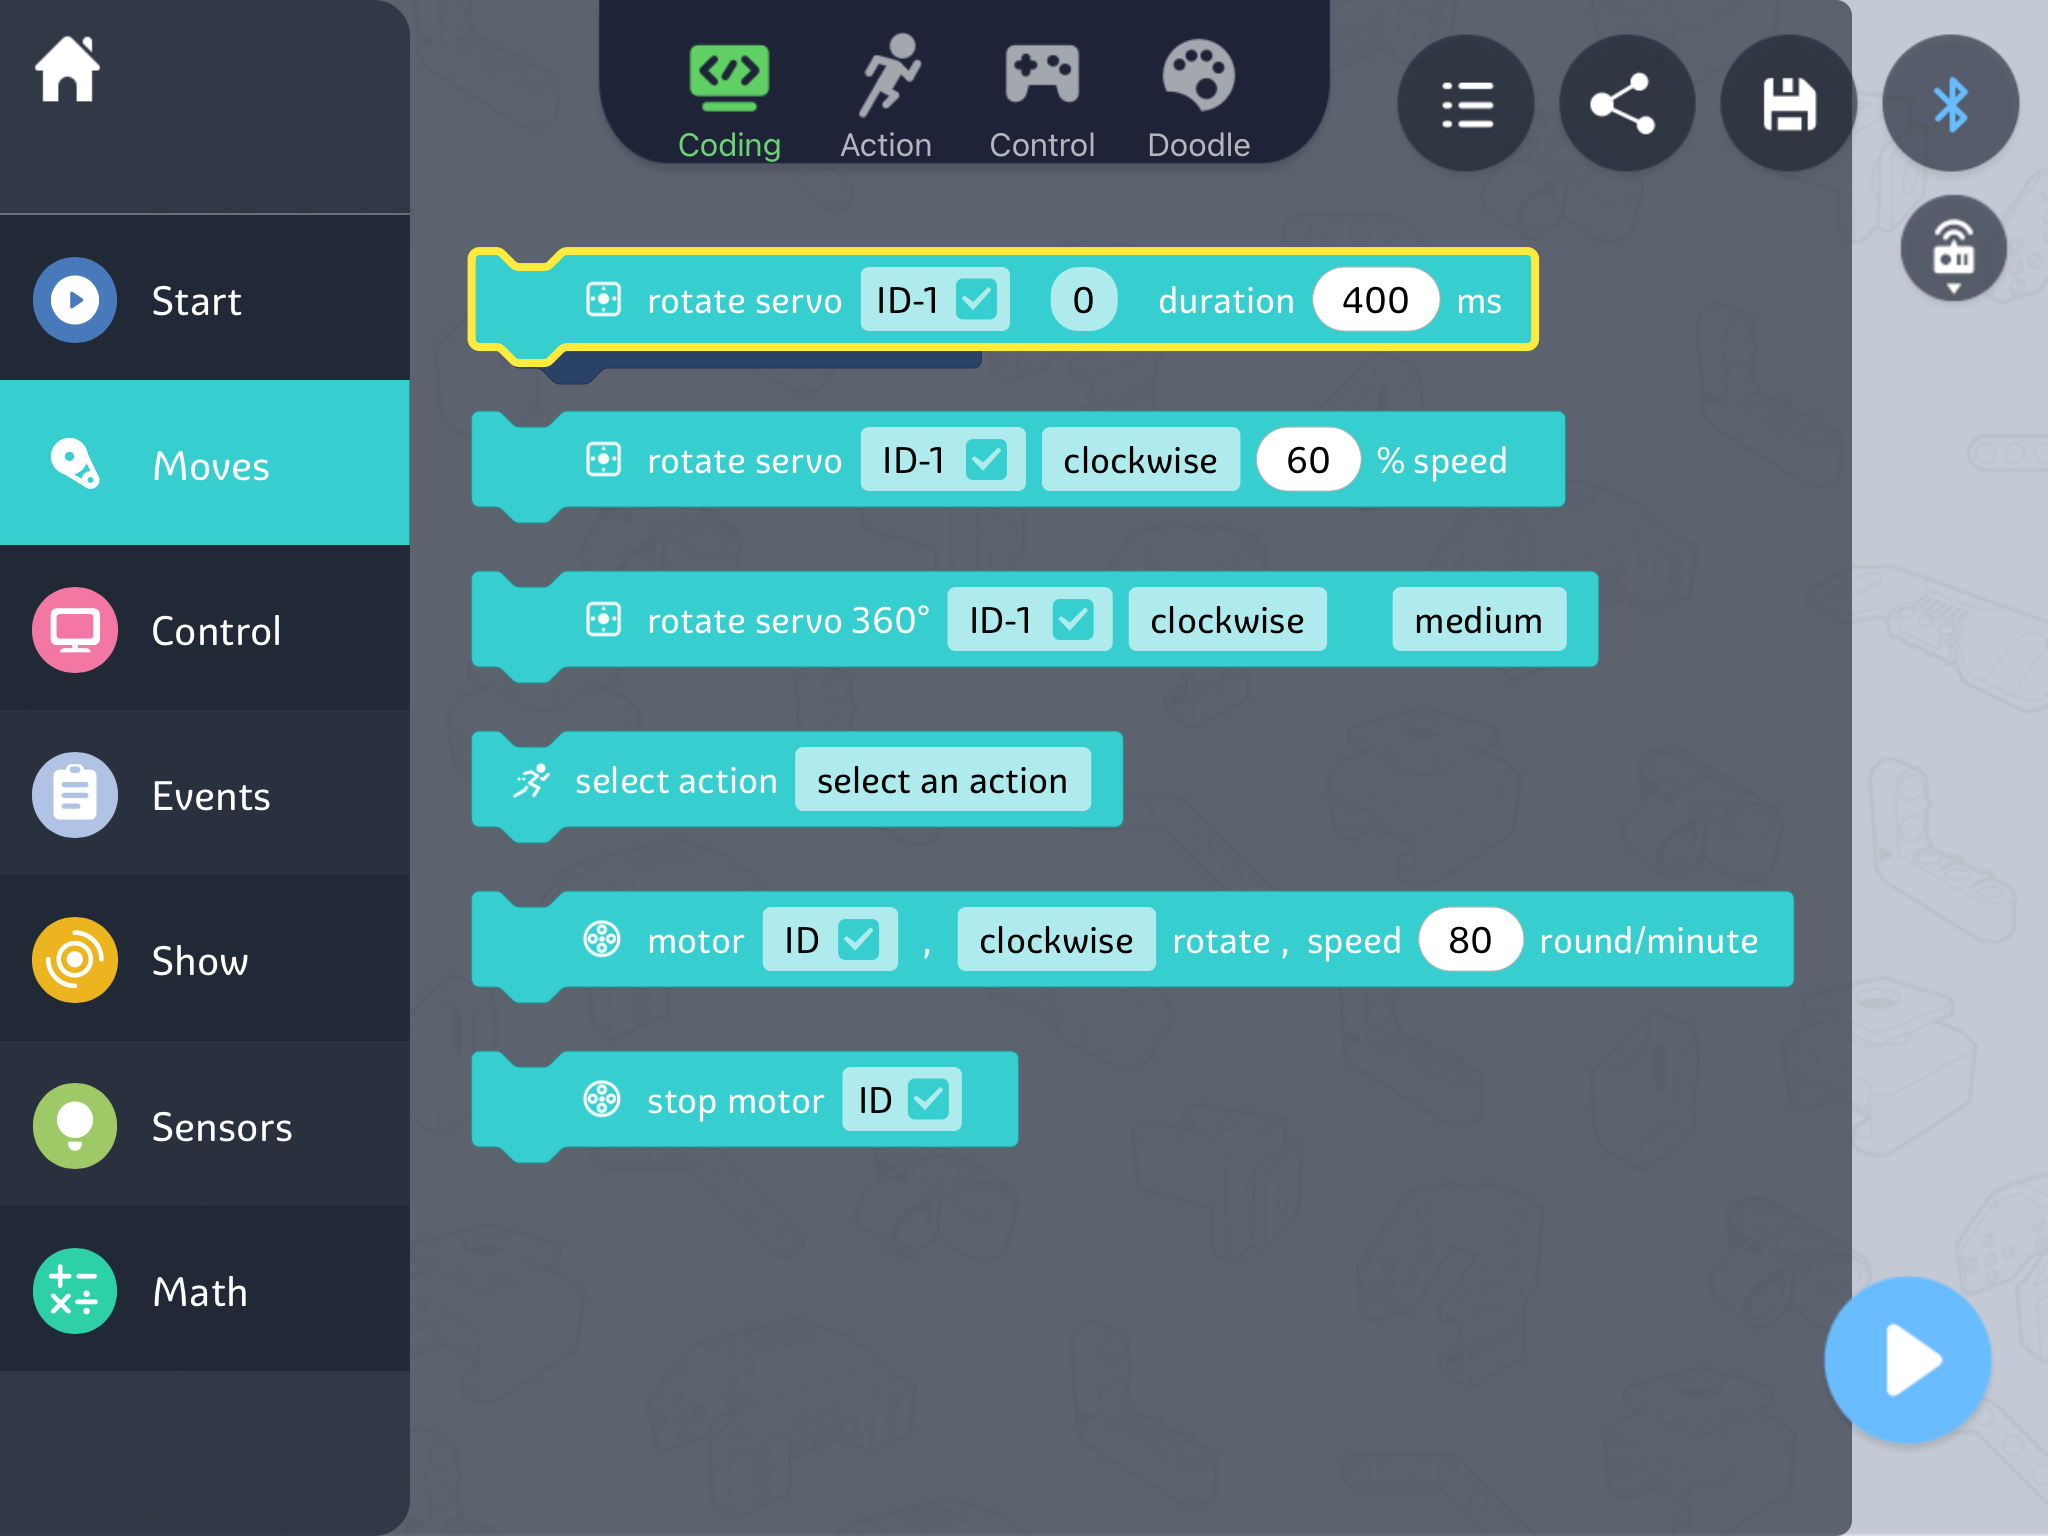 Coding Action Control Doodle
Start
Moves
Control
Events
Show
Sensors
Math
rotate servo ID-1 0 duration 400 ms
rotate servo ID-1 clockwise 60 % speed
rotate servo 360° ID-1 clockwise medium
select action select an action
motor ID , clockwise rotate , speed 80 round/minute
stop motor ID